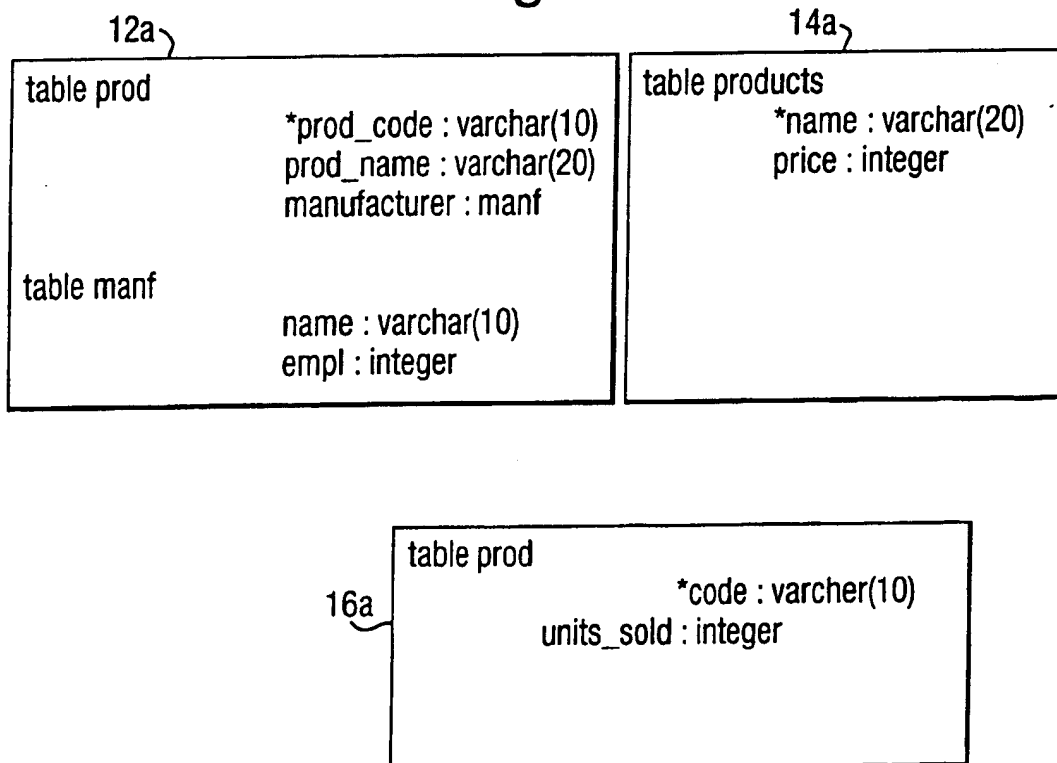 g
12a
table prod
*prod_code : varchar(10)
prod_name : varchar(20)
manufacturer : manf
table manf
name : varchar(10)
empl : integer
14a
table products
*name : varchar(20)
price : integer
16a
table prod
*code : varcher(10)
units_sold : integer